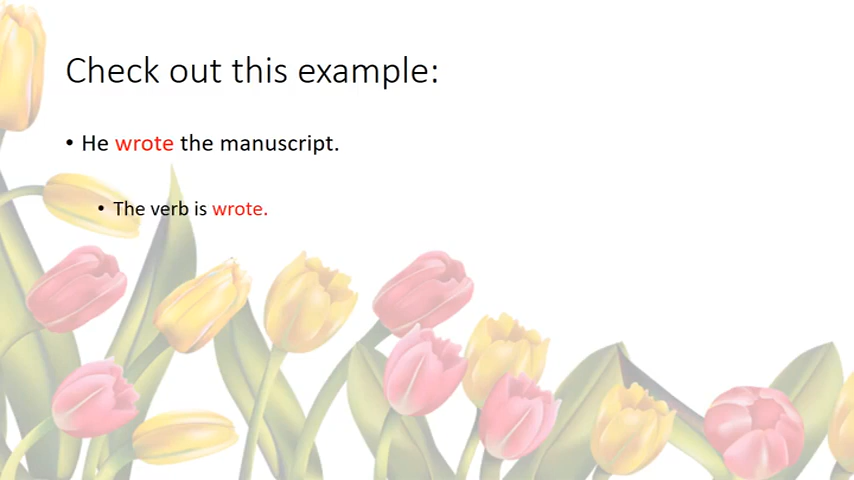 Check out this example:
• He wrote the manuscript.
• The verb is wrote.